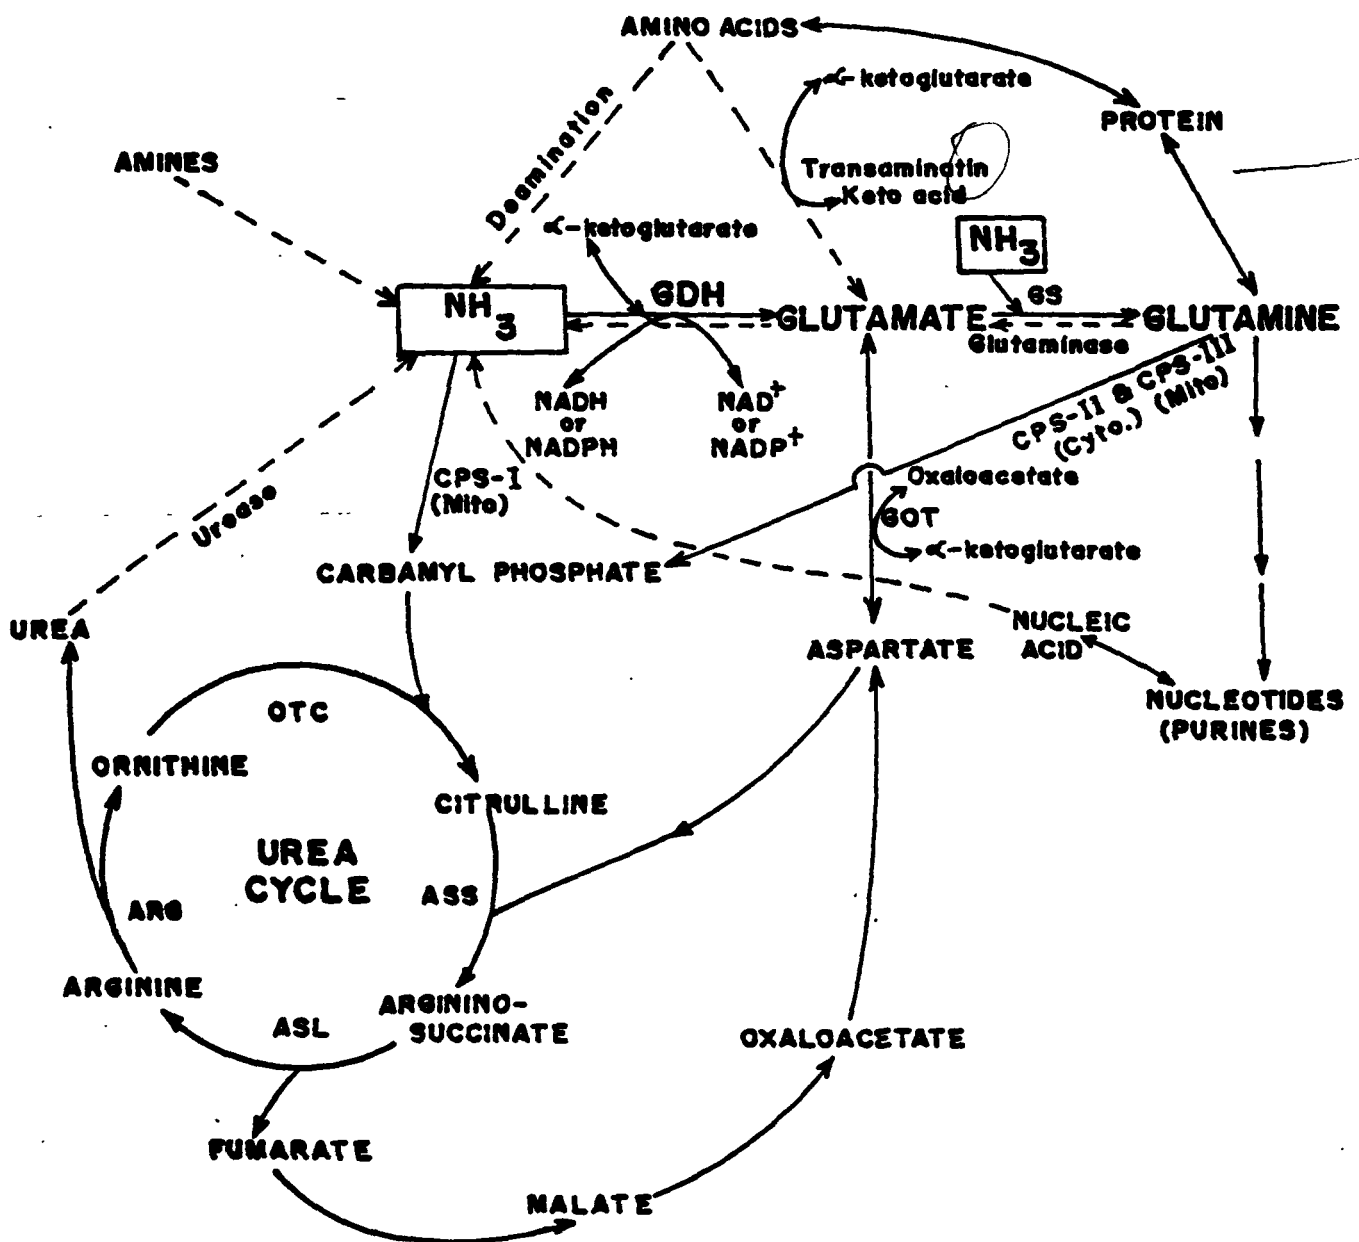 AMINO ACIDS
∝-ketoglutarate
PROTEIN
AMINES
Deamination
Transaminatin
Keto acid
∝-ketoglutarate
NH3
NH3
GDH
GLUTAMATE
GS
GLUTAMINE
Glutaminase
NADH
or
NADPH
NAD+
or
NADP+
CPS-II & CPS-III
(Cyto.) (Mito)
CPS-I
(Mito)
Oxaloacetate
GOT
∝-ketoglutarate
Urease
CARBAMYL PHOSPHATE
UREA
NUCLEIC
ACID
ASPARTATE
NUCLEOTIDES
(PURINES)
OTC
ORNITHINE
CITRULLINE
UREA
CYCLE
ARG
ASS
ARGININE
ARGININO-
SUCCINATE
ASL
OXALOACETATE
FUMARATE
MALATE